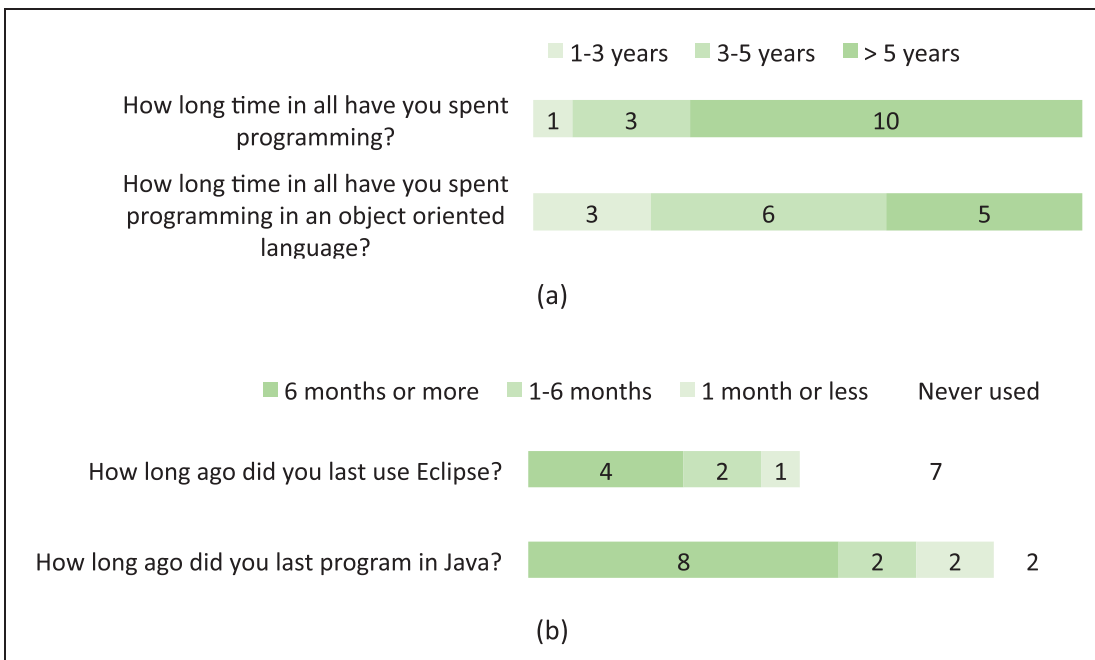 1-3 years 3-5 years > 5 years
How long time in all have you spent
programming?
1 3 10
How long time in all have you spent
programming in an object oriented
language?
3 6 5
(a)
6 months or more 1-6 months 1 month or less Never used
How long ago did you last use Eclipse? 4 2 1 7
How long ago did you last program in Java? 8 2 2 2
(b)